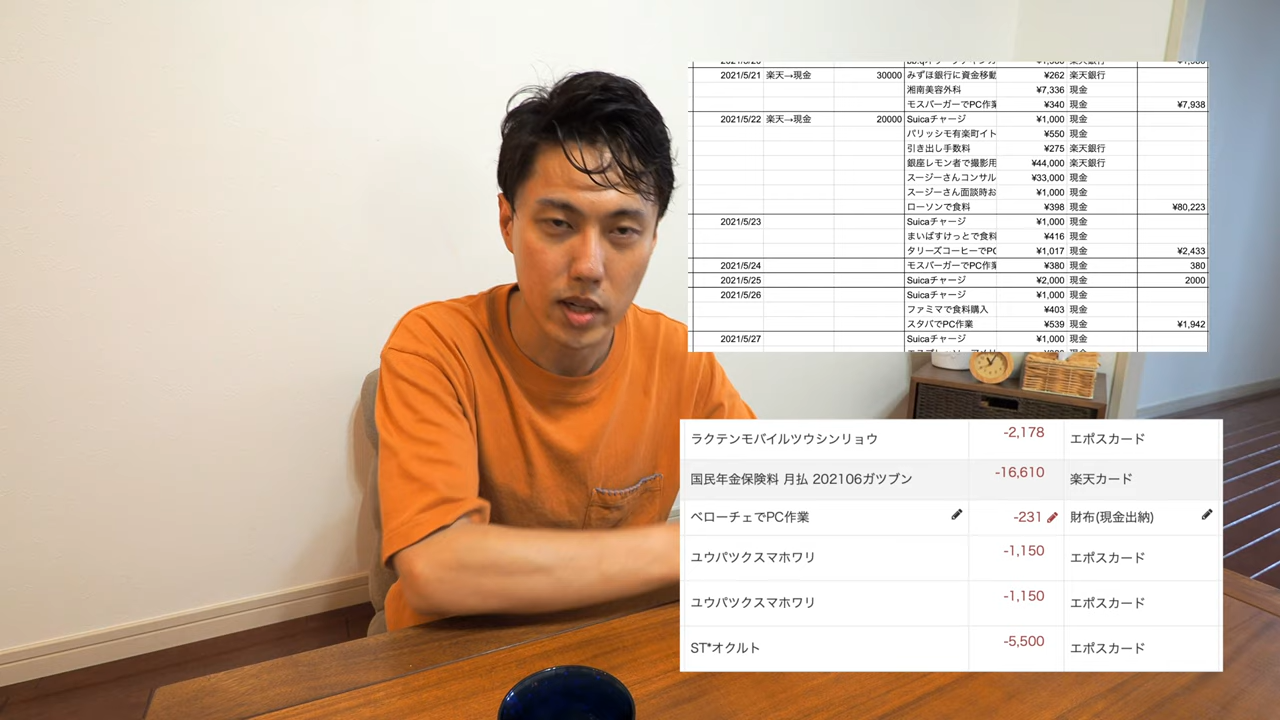 2021/5/21 楽天→現金 30000 みずほ銀行に資金移動 ¥262 楽天銀行
湘南美容外科 ¥7,336 現金
モスバーガーでPC作業 ¥340 現金 ¥7,938
2021/5/22 楽天→現金 20000 Suicaチャージ ¥1,000 現金
パリッシモ有楽町イト ¥550 現金
引き出し手数料 ¥275 楽天銀行
銀座レモン者で撮影用 ¥44,000 楽天銀行
スージーさんコンサル ¥33,000 現金
スージーさん面談時お ¥1,000 現金
ローソンで食料 ¥398 現金 ¥80,223
2021/5/23 Suicaチャージ ¥1,000 現金
まいばすけっとで食料 ¥416 現金
タリーズコーヒーでPC ¥1,017 現金 ¥2,433
2021/5/24 モスバーガーでPC作業 ¥380 現金 380
2021/5/25 Suicaチャージ ¥2,000 現金 2000
2021/5/26 Suicaチャージ ¥1,000 現金
ファミマで食料購入 ¥403 現金
スタバでPC作業 ¥539 現金 ¥1,942
2021/5/27 Suicaチャージ ¥1,000 現金
ラクテンモバイルツウシンリョウ -2,178 エポスカード
国民年金保険料 月払 202106ガツブン -16,610 楽天カード
ベローチェでPC作業 -231 財布(現金出納)
ユウパツクスマホワリ -1,150 エポスカード
ユウパツクスマホワリ -1,150 エポスカード
ST*オクルト -5,500 エポスカード